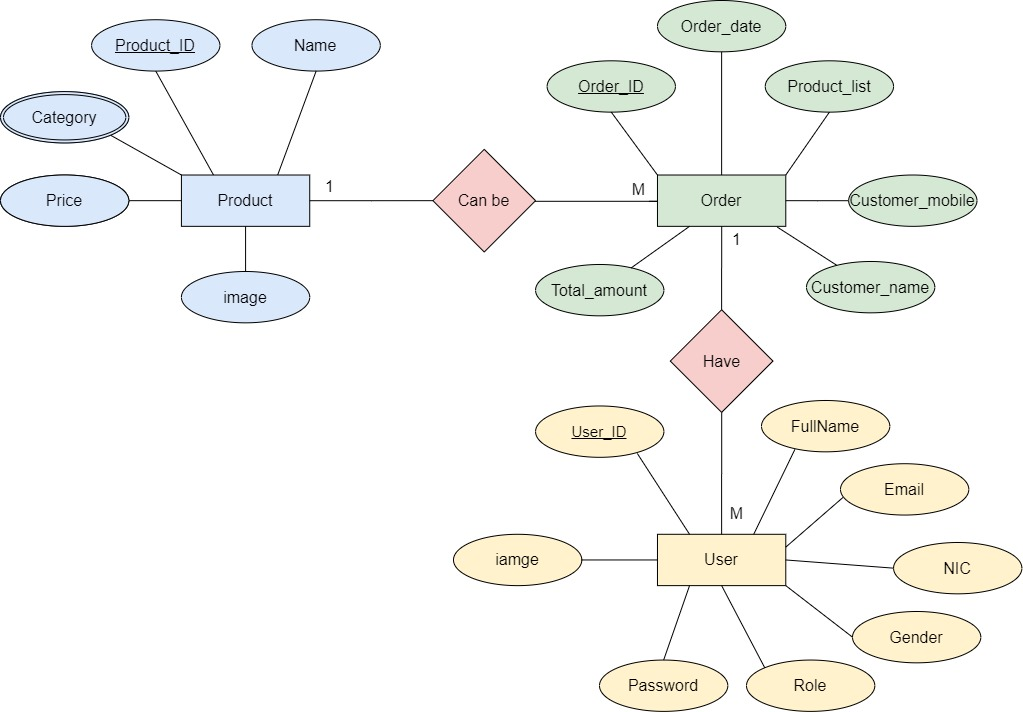 Order_date
Product_ID
Name
Order_ID
Product_list
Category
Price
Product
1
Can be
M
Order
Customer_mobile
1
image
Total_amount
Customer_name
Have
User_ID
FullName
Email
M
iamge
User
NIC
Gender
Password
Role